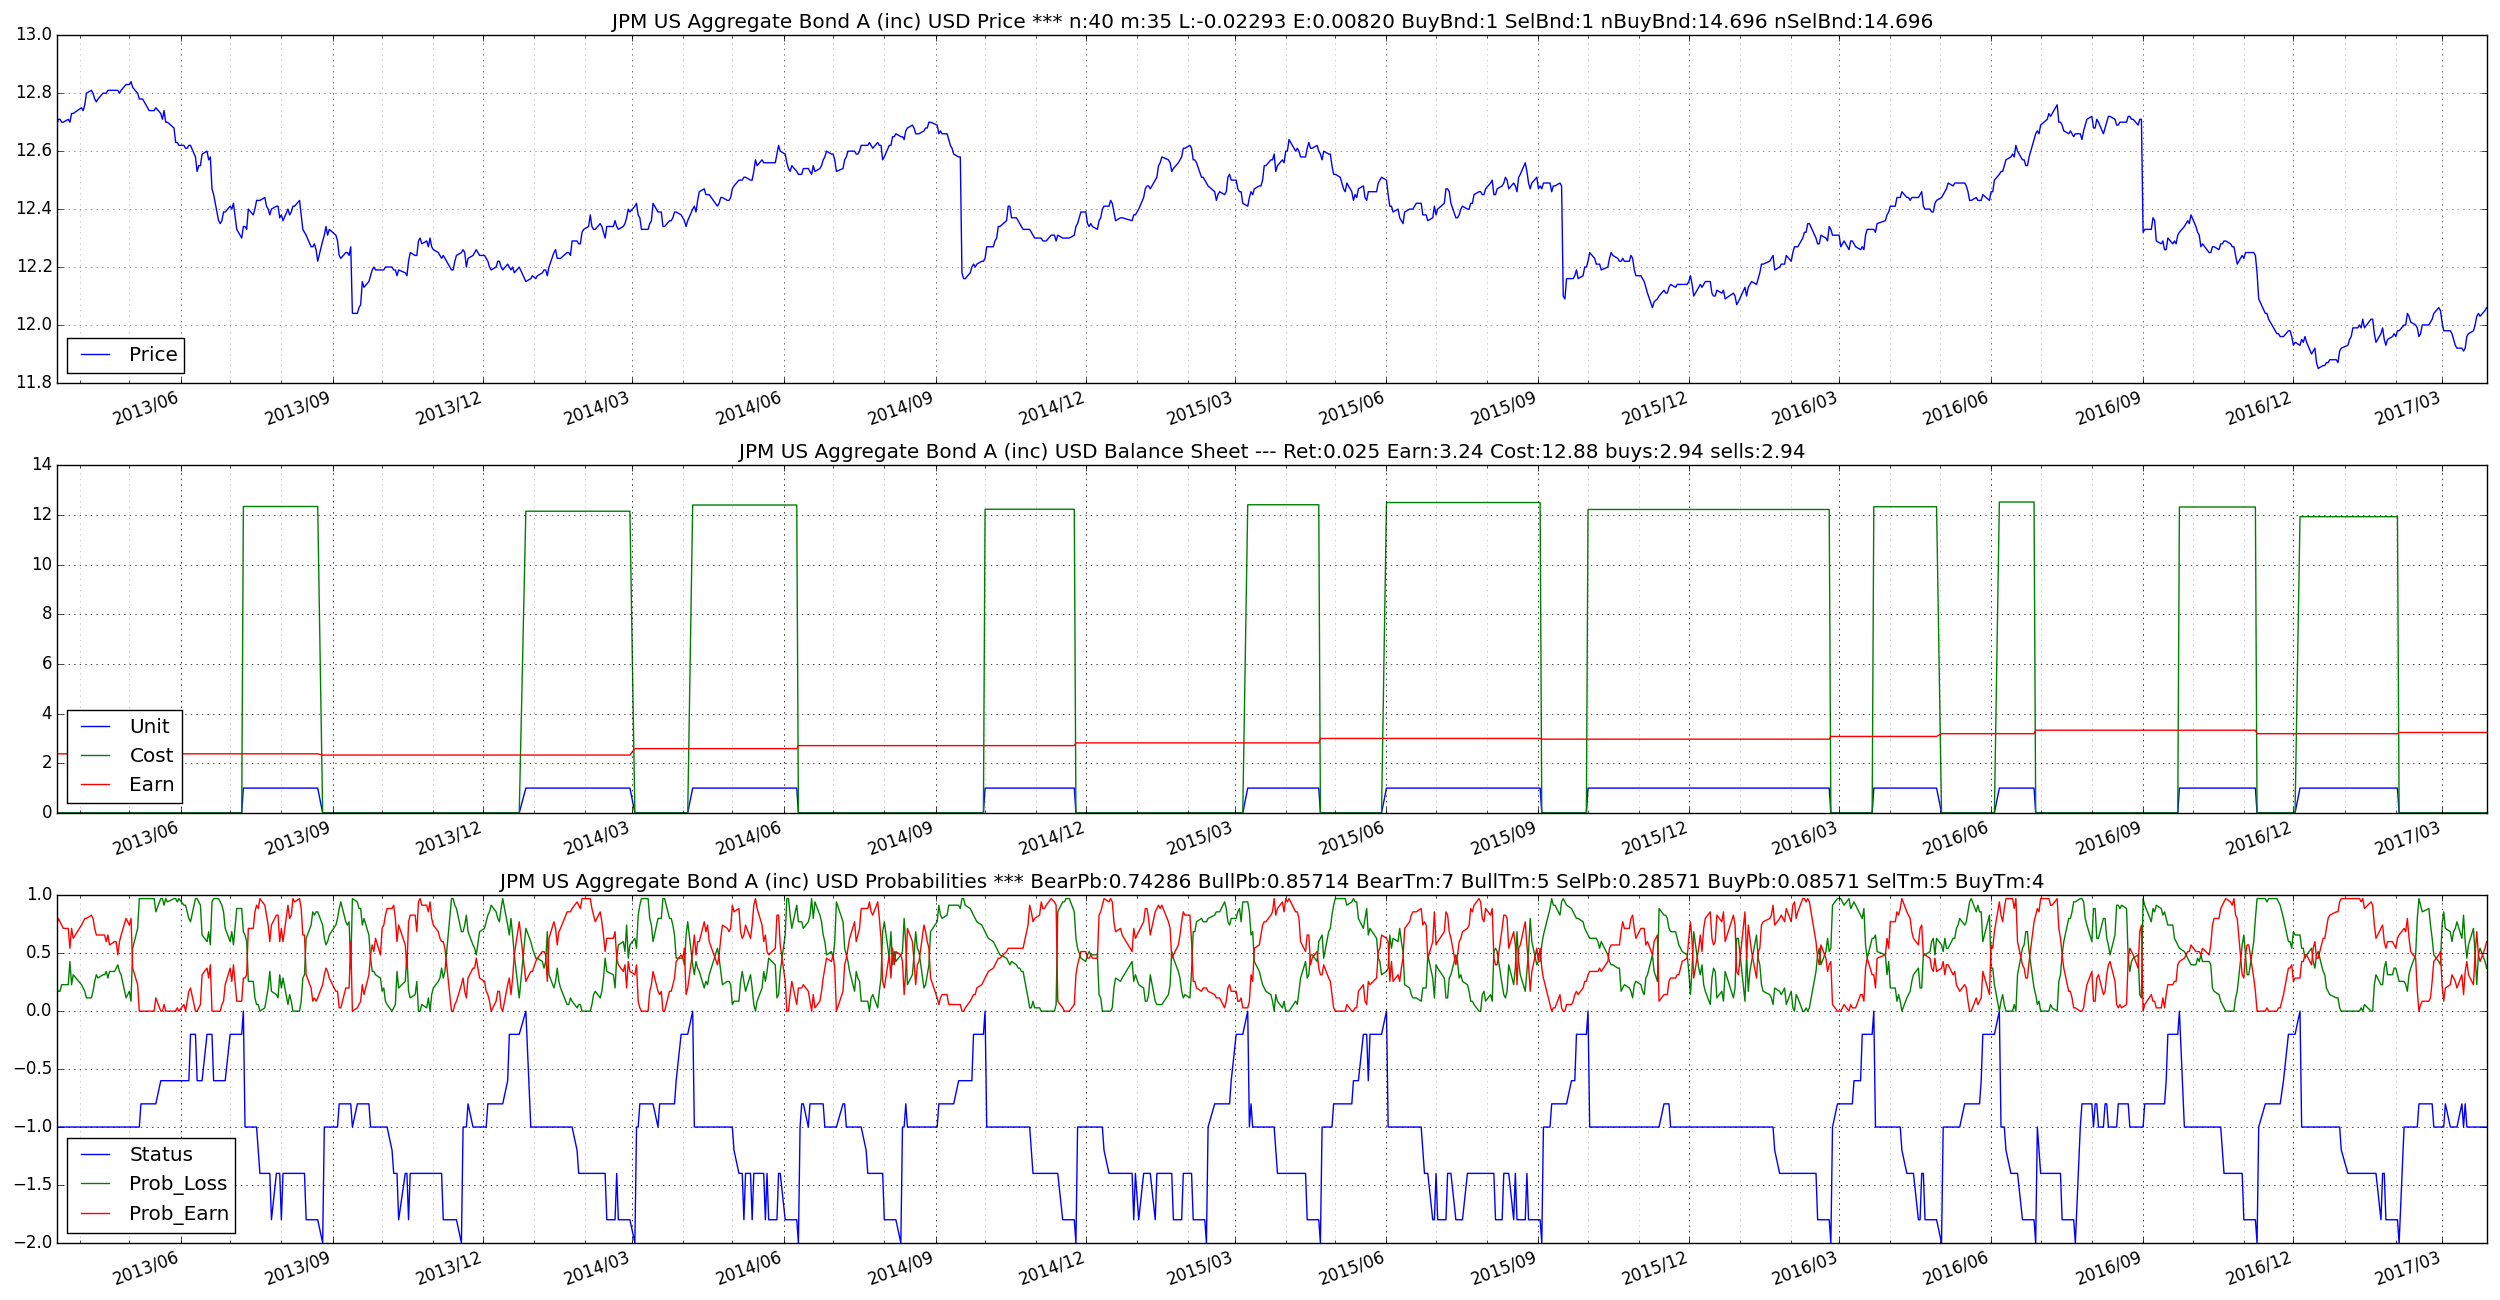 JPM US Aggregate Bond A (inc) USD Price *** n:40 m:35 L:-0.02293 E:0.00820 BuyBnd:1 SelBnd:1 nBuyBnd:14.696 nSelBnd:14.696
13.0
12.8
12.6
12.4
12.2
12.0
11.8
Price
2013/06 2013/09 2013/12 2014/03 2014/06 2014/09 2014/12 2015/03 2015/06 2015/09 2015/12 2016/03 2016/06 2016/09 2016/12 2017/03
JPM US Aggregate Bond A (inc) USD Balance Sheet --- Ret:0.025 Earn:3.24 Cost:12.88 buys:2.94 sells:2.94
14
12
10
8
6
4
2
0
Unit
Cost
Earn
2013/06 2013/09 2013/12 2014/03 2014/06 2014/09 2014/12 2015/03 2015/06 2015/09 2015/12 2016/03 2016/06 2016/09 2016/12 2017/03
JPM US Aggregate Bond A (inc) USD Probabilities *** BearPb:0.74286 BullPb:0.85714 BearTm:7 BullTm:5 SelPb:0.28571 BuyPb:0.08571 SelTm:5 BuyTm:4
1.0
0.5
0.0
−0.5
−1.0
−1.5
−2.0
Status
Prob_Loss
Prob_Earn
2013/06 2013/09 2013/12 2014/03 2014/06 2014/09 2014/12 2015/03 2015/06 2015/09 2015/12 2016/03 2016/06 2016/09 2016/12 2017/03